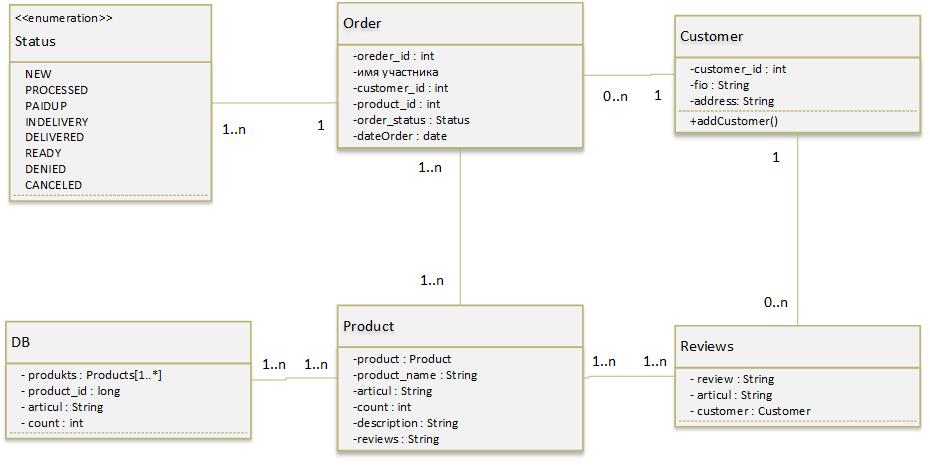 <<enumeration>>
Status
NEW
PROCESSED
PAIDUP
INDELIVERY
DELIVERED
READY
DENIED
CANCELED
1..n
1
Order
-oreder_id : int
-имя участника
-customer_id : int
-product_id : int
-order_status : Status
-dateOrder : date
0..n
1
Customer
-customer_id : int
-fio : String
-address: String
+addCustomer()
1..n
1..n
1
0..n
DB
- produkts : Products[1..*]
- product_id : long
- articul : String
- count : int
1..n
1..n
Product
-product : Product
-product_name : String
-articul : String
-count : int
-description : String
-reviews : String
1..n
1..n
Reviews
- review : String
- articul : String
- customer : Customer